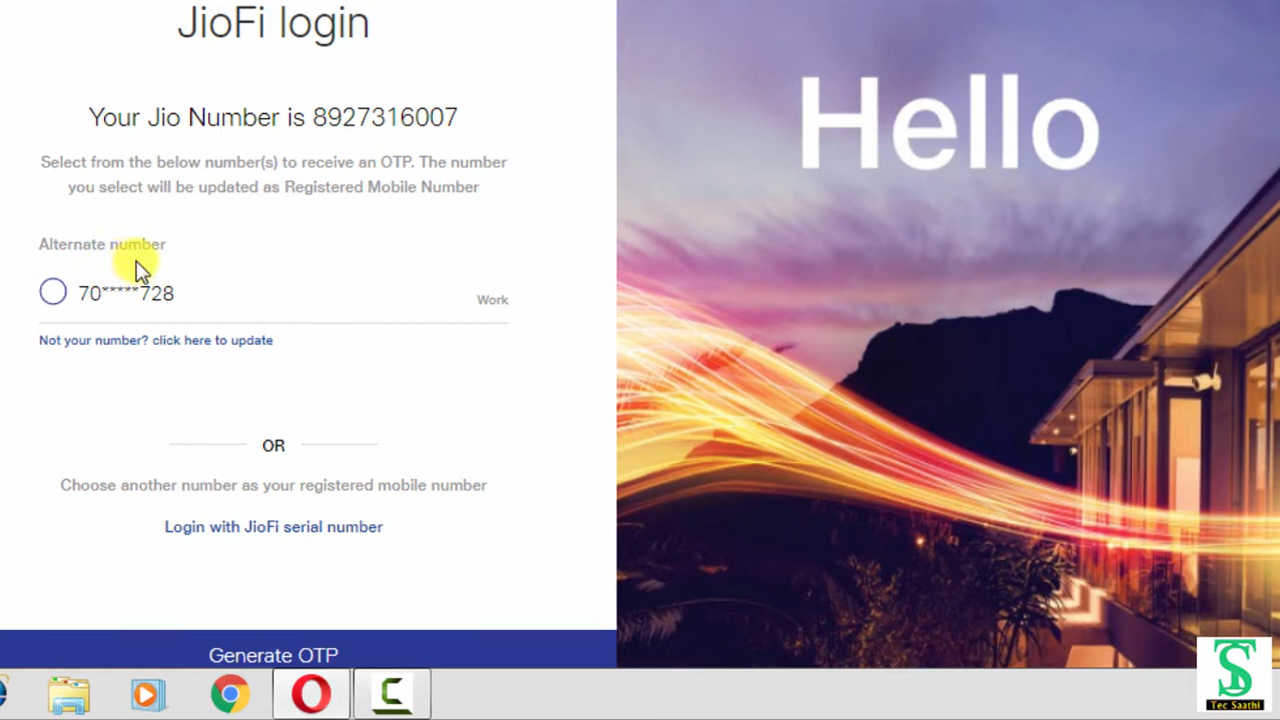 JioFi login
Your Jio Number is 8927316007
Select from the below number(s) to receive an OTP. The number
you select will be updated as Registered Mobile Number
Alternate number
70*****728
Work
Not your number? click here to update
OR
Choose another number as your registered mobile number
Login with JioFi serial number
Generate OTP
Hello
TS
Tec Saathi